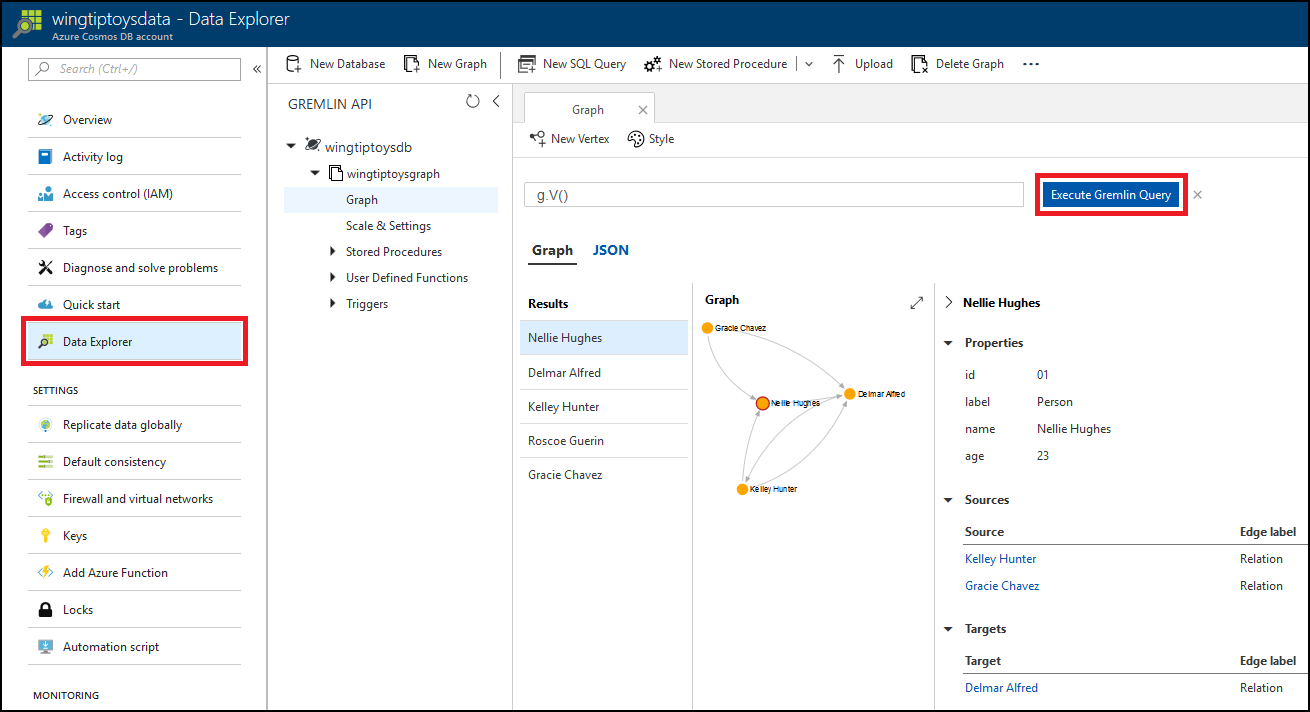 wingtiptoysdata - Data Explorer
Azure Cosmos DB account
Search (Ctrl+/)
«
Overview
Activity log
Access control (IAM)
Tags
Diagnose and solve problems
Quick start
Data Explorer
SETTINGS
Replicate data globally
Default consistency
Firewall and virtual networks
Keys
Add Azure Function
Locks
Automation script
MONITORING
New Database
New Graph
New SQL Query
New Stored Procedure
Upload
Delete Graph
...
GREMLIN API
wingtiptoysdb
wingtiptoysgraph
Graph
Scale & Settings
Stored Procedures
User Defined Functions
Triggers
Graph
New Vertex
Style
g.V()
Execute Gremlin Query
Graph
JSON
Results
Nellie Hughes
Delmar Alfred
Kelley Hunter
Roscoe Guerin
Gracie Chavez
Graph
Gracie Chavez
Delmar Alfred
Nellie Hughes
Kelley Hunter
Nellie Hughes
Properties
id 01
label Person
name Nellie Hughes
age 23
Sources
Source Edge label
Kelley Hunter Relation
Gracie Chavez Relation
Targets
Target Edge label
Delmar Alfred Relation